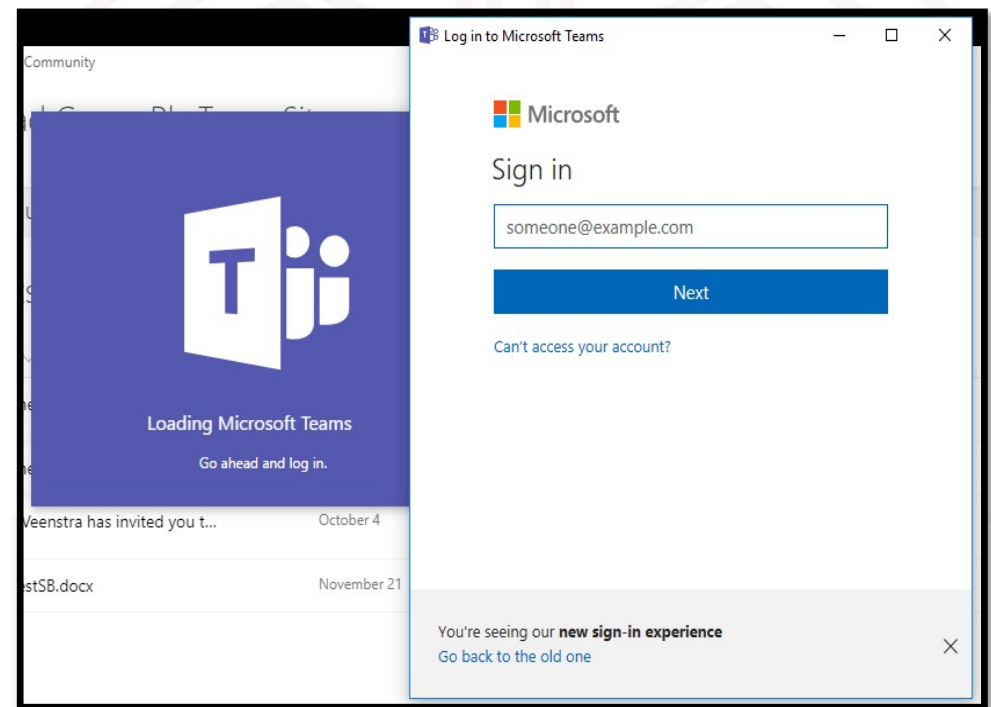 Log in to Microsoft Teams
Community
Microsoft
Sign in
someone@example.com
Next
Can't access your account?
T
Loading Microsoft Teams
Go ahead and log in.
Veenstra has invited you t... October 4
stSB.docx November 21
You're seeing our new sign-in experience
Go back to the old one